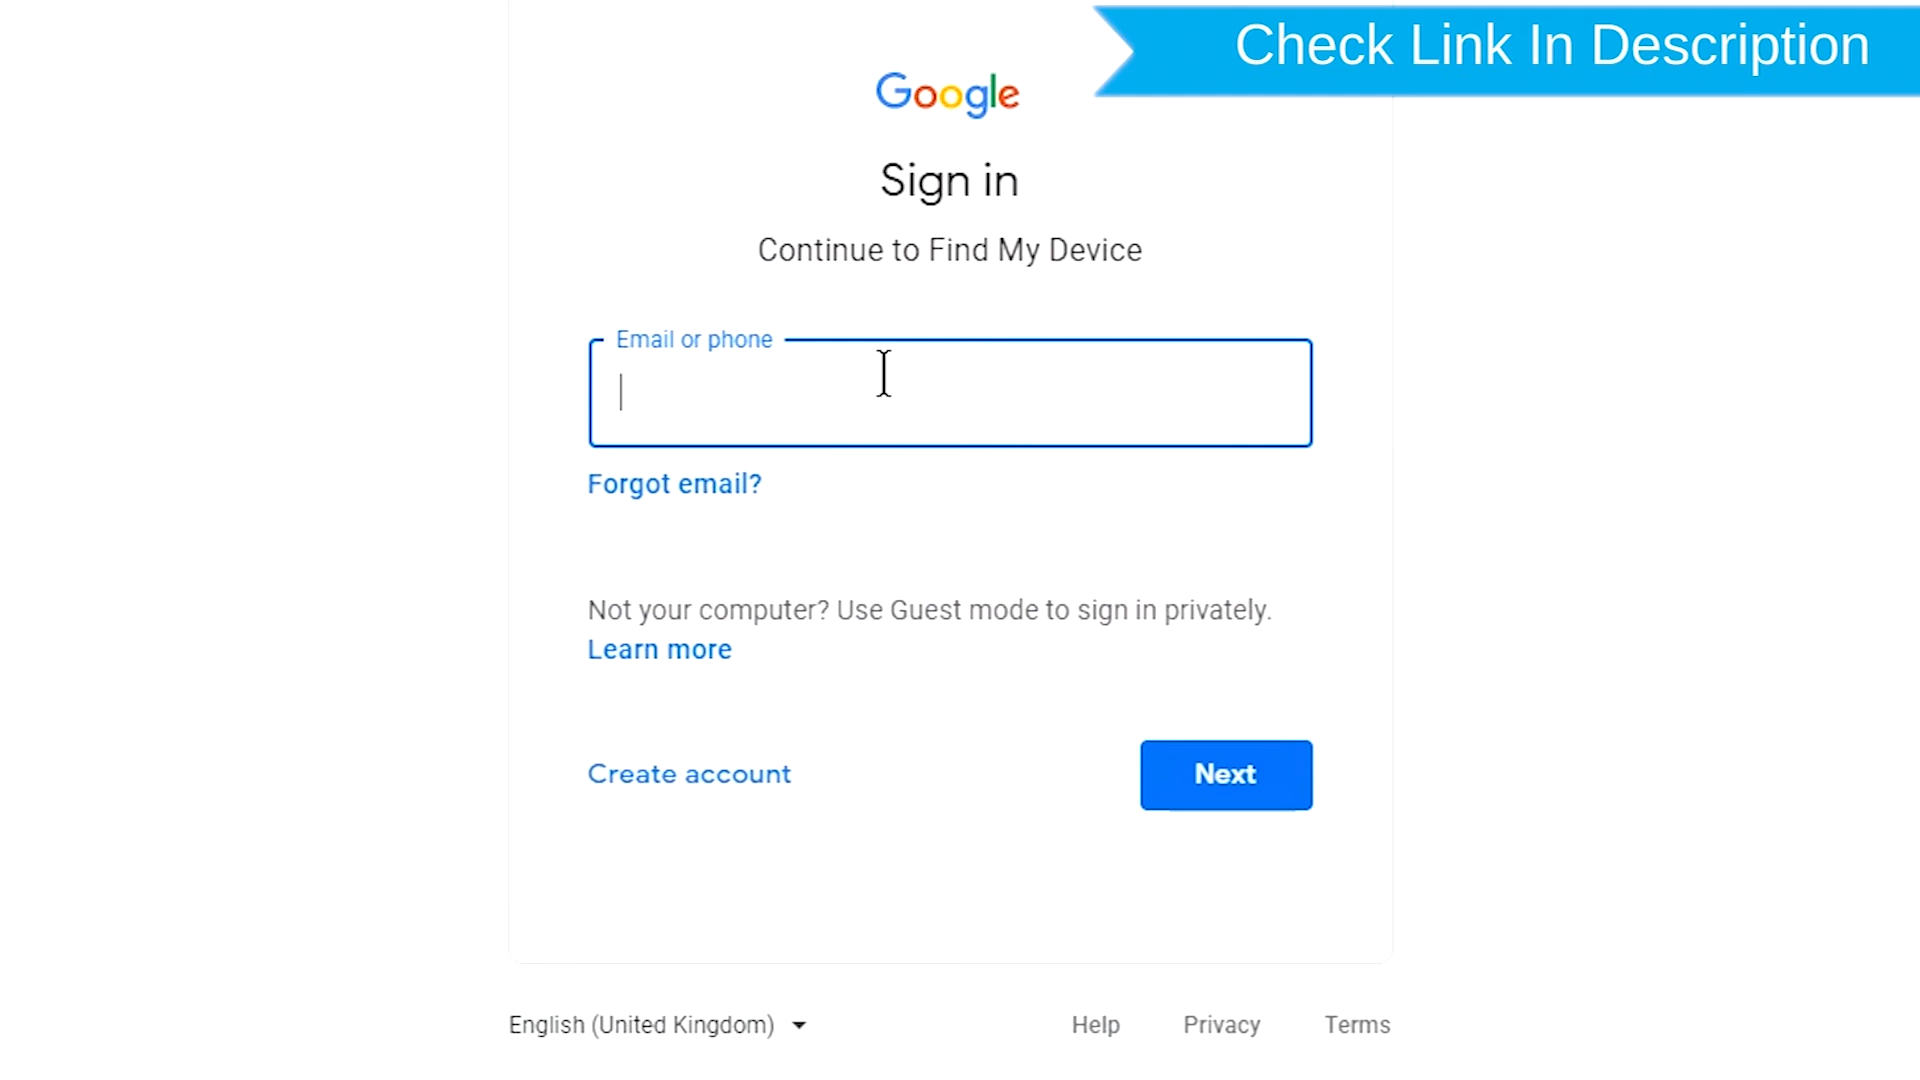 Check Link In Description
Google
Sign in
Continue to Find My Device
Email or phone
Forgot email?
Not your computer? Use Guest mode to sign in privately.
Learn more
Create account
Next
English (United Kingdom)
Help
Privacy
Terms